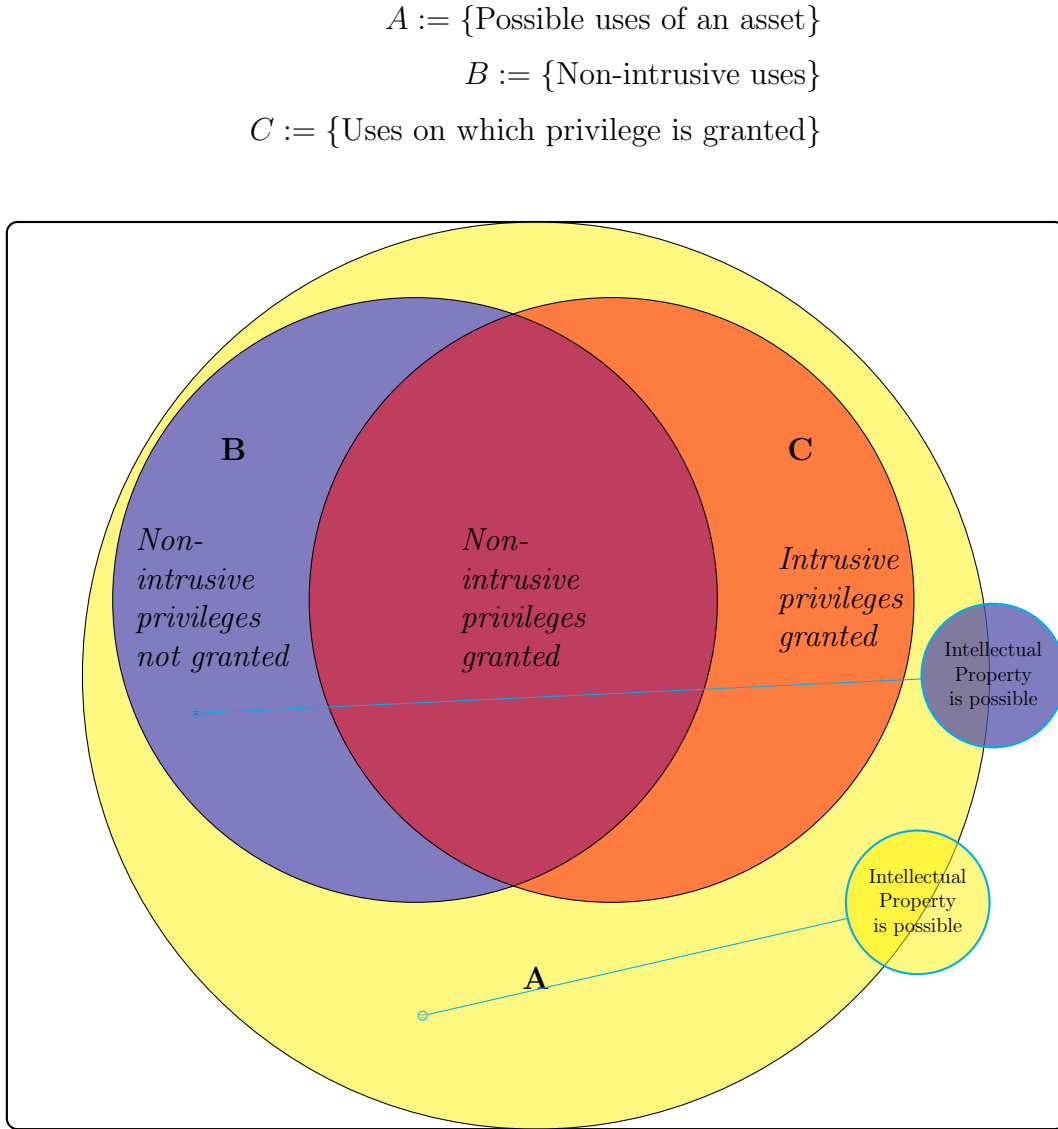 A := {Possible uses of an asset}
B := {Non-intrusive uses}
C := {Uses on which privilege is granted}
B
C
Non-
intrusive
privileges
not granted
Non-
intrusive
privileges
granted
Intrusive
privileges
granted
Intellectual
Property
is possible
Intellectual
Property
is possible
A